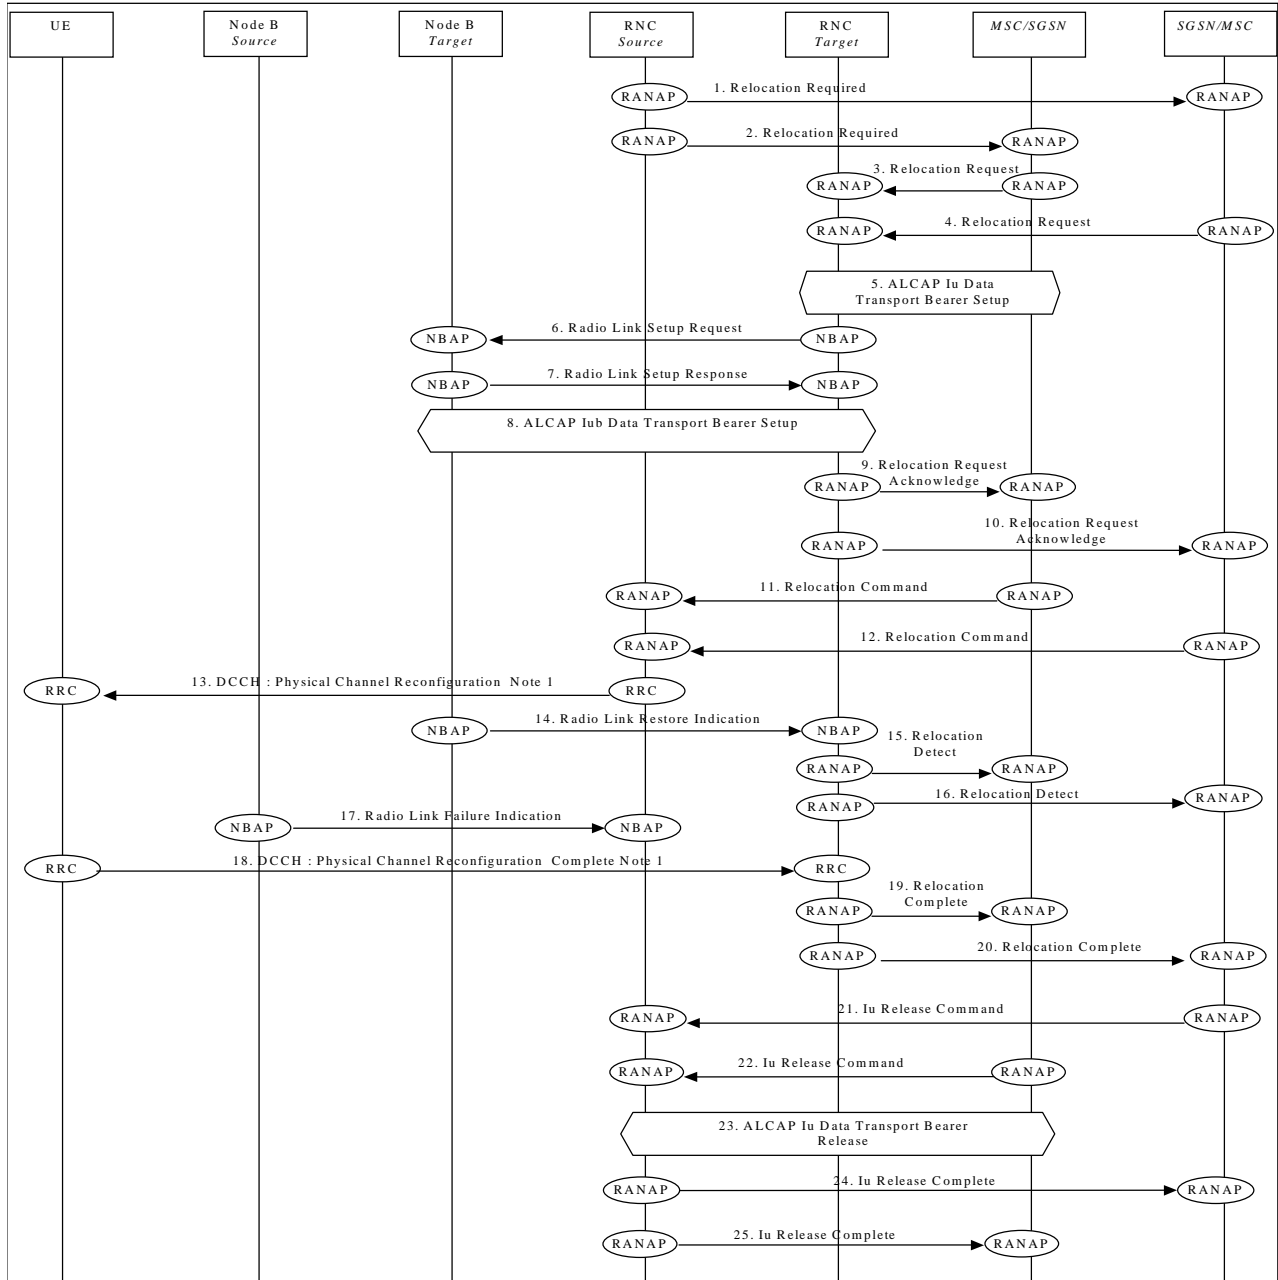 UE
Node B
Source
Node B
Target
RNC
Source
RNC
Target
MSC/SGSN
SGSN/MSC
RANAP
1. Relocation Required
RANAP
RANAP
2. Relocation Required
RANAP
RANAP
3. Relocation Request
RANAP
RANAP
4. Relocation Request
RANAP
5. ALCAP Iu Data
Transport Bearer Setup
NBAP
6. Radio Link Setup Request
NBAP
NBAP
7. Radio Link Setup Response
NBAP
8. ALCAP Iub Data Transport Bearer Setup
RANAP
9. Relocation Request
Acknowledge
RANAP
RANAP
10. Relocation Request
Acknowledge
RANAP
RANAP
11. Relocation Command
RANAP
RANAP
12. Relocation Command
RANAP
RRC
13. DCCH : Physical Channel Reconfiguration Note 1
RRC
NBAP
14. Radio Link Restore Indication
NBAP
15. Relocation
Detect
RANAP
RANAP
RANAP
16. Relocation Detect
RANAP
NBAP
17. Radio Link Failure Indication
NBAP
RRC
18. DCCH : Physical Channel Reconfiguration Complete Note 1
RRC
19. Relocation
Complete
RANAP
RANAP
RANAP
20. Relocation Complete
RANAP
RANAP
21. Iu Release Command
RANAP
RANAP
22. Iu Release Command
RANAP
23. ALCAP Iu Data Transport Bearer
Release
RANAP
24. Iu Release Complete
RANAP
RANAP
25. Iu Release Complete
RANAP